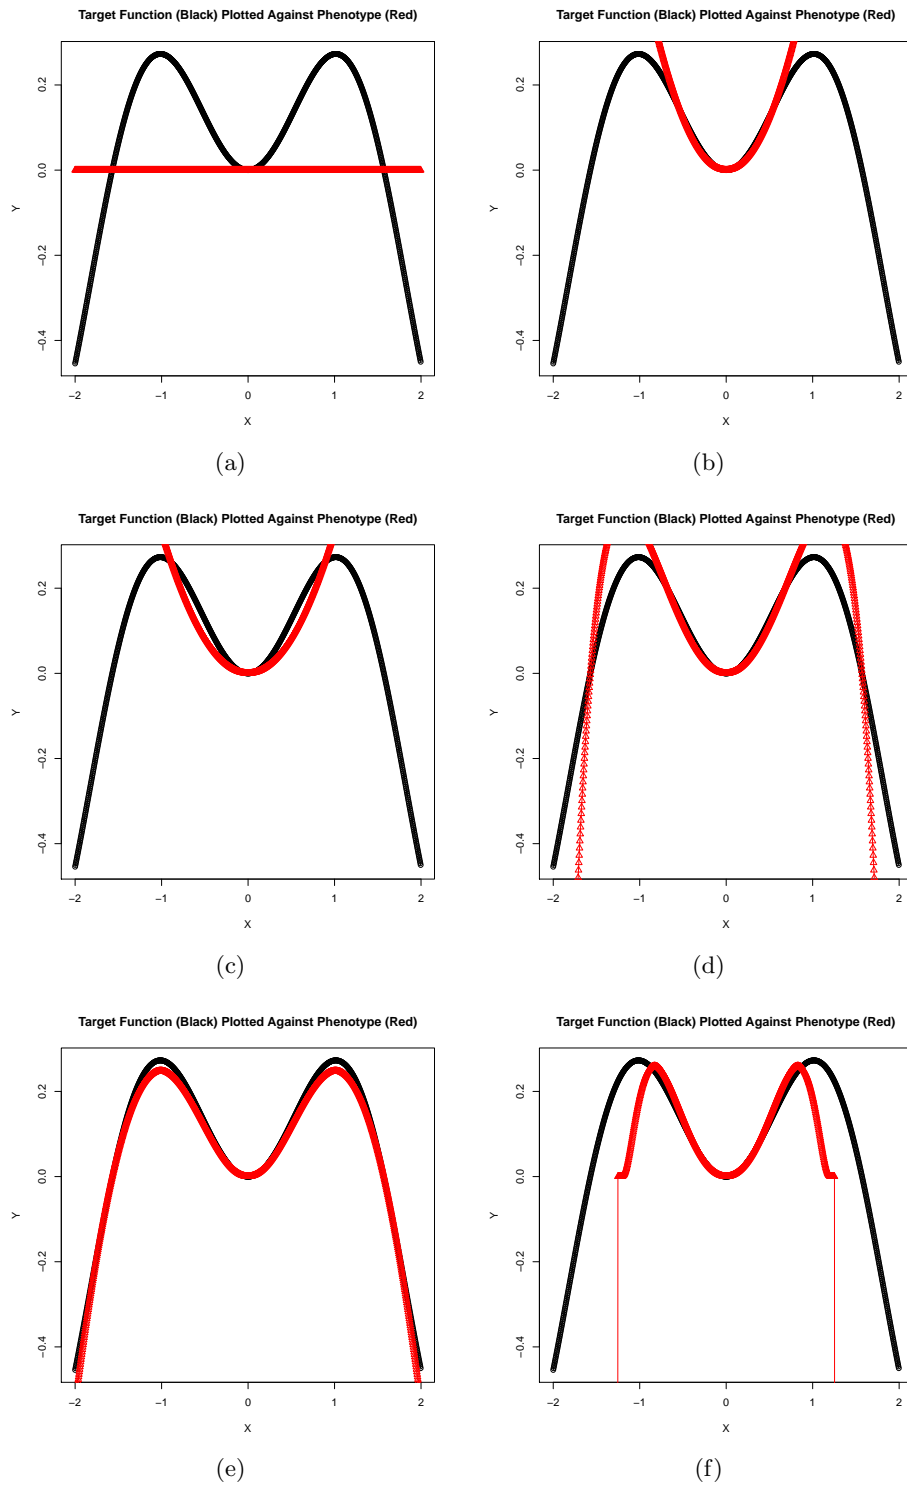 Target Function (Black) Plotted Against Phenotype (Red)
Y
0.2
0.0
−0.2
−0.4
−2 −1 0 1 2
X
(a)
Target Function (Black) Plotted Against Phenotype (Red)
Y
0.2
0.0
−0.2
−0.4
−2 −1 0 1 2
X
(b)
Target Function (Black) Plotted Against Phenotype (Red)
Y
0.2
0.0
−0.2
−0.4
−2 −1 0 1 2
X
(c)
Target Function (Black) Plotted Against Phenotype (Red)
Y
0.2
0.0
−0.2
−0.4
−2 −1 0 1 2
X
(d)
Target Function (Black) Plotted Against Phenotype (Red)
Y
0.2
0.0
−0.2
−0.4
−2 −1 0 1 2
X
(e)
Target Function (Black) Plotted Against Phenotype (Red)
Y
0.2
0.0
−0.2
−0.4
−2 −1 0 1 2
X
(f)